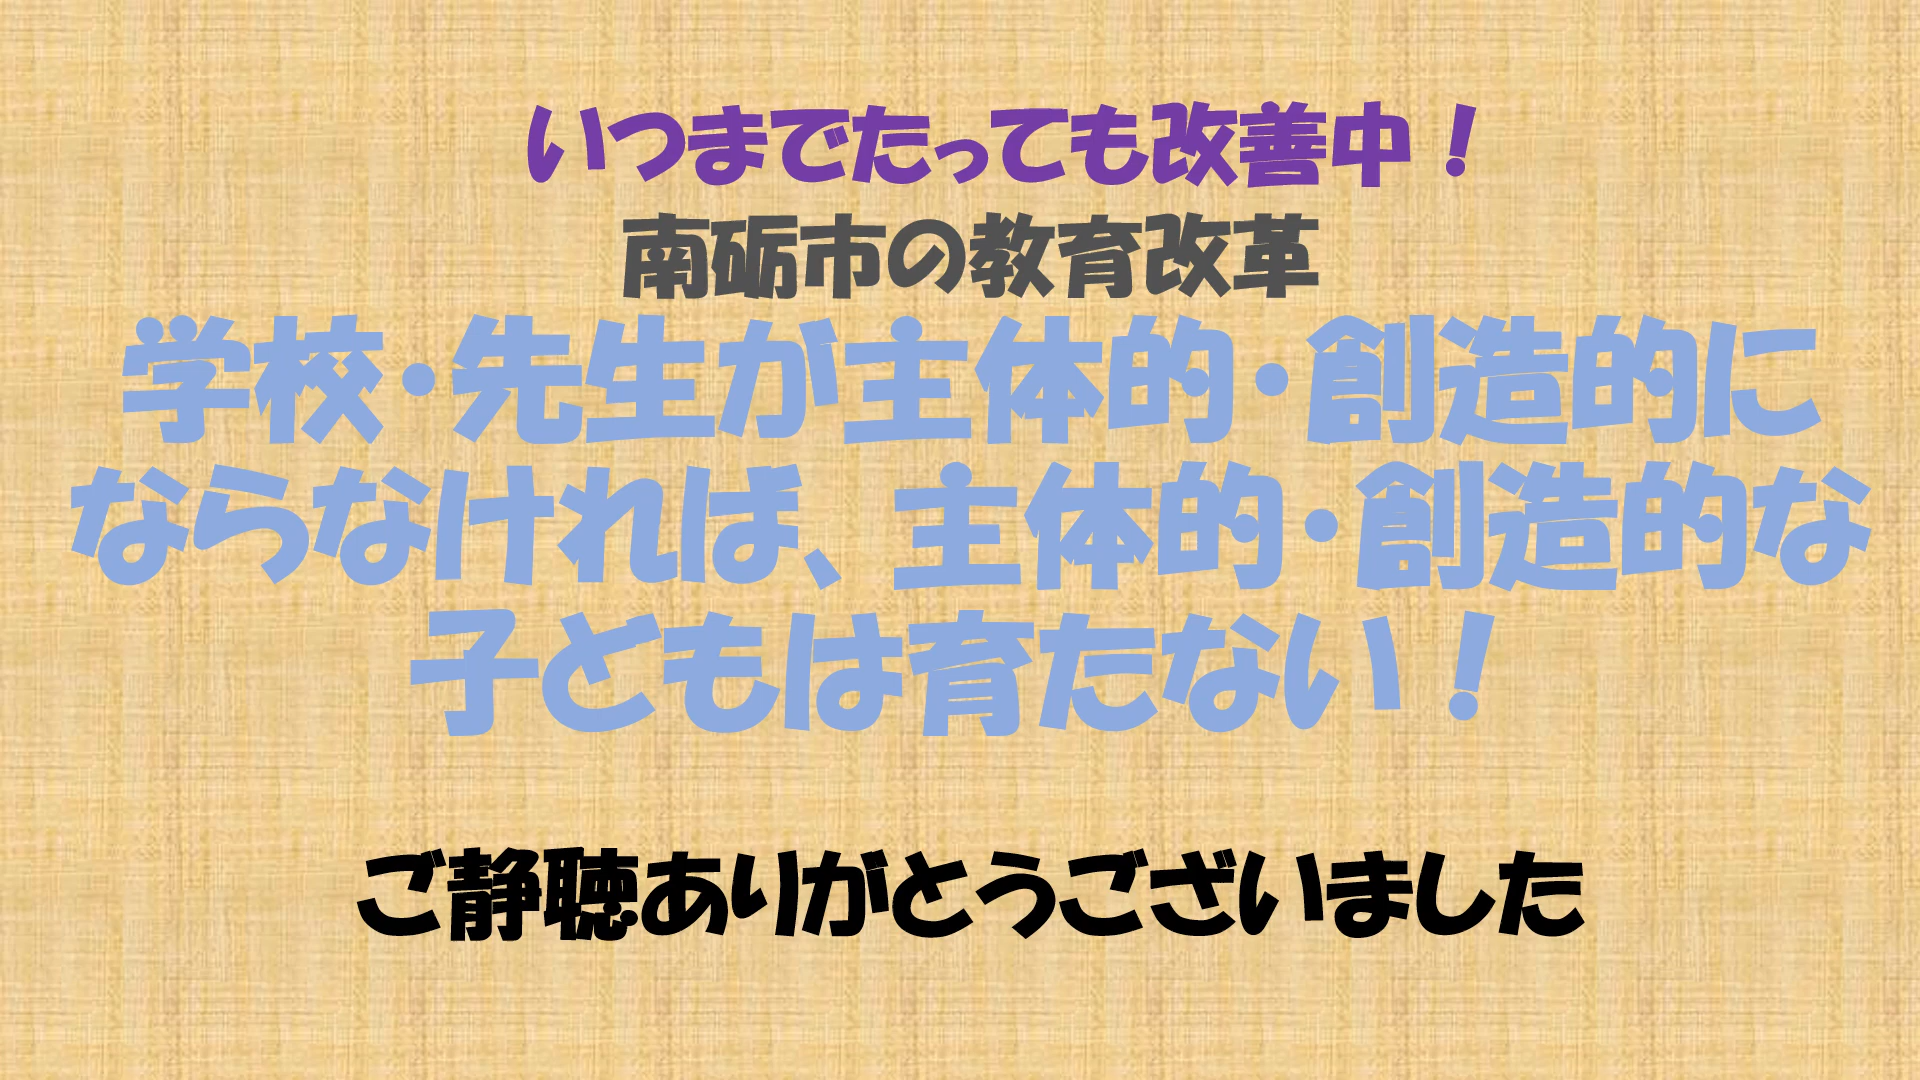 いつまでたっても改善中！
南砺市の教育改革
学校・先生が主体的・創造的に
ならなければ、主体的・創造的な
子どもは育たない！
ご静聴ありがとうございました